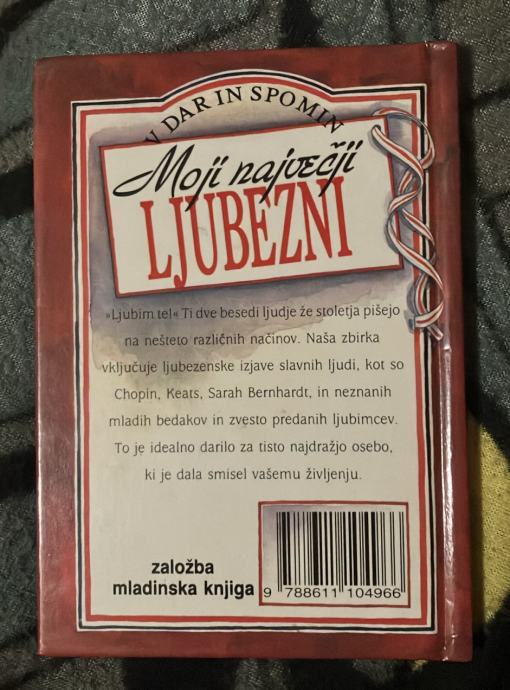 V DAR IN SPOMIN
Moji največji
LJUBEZNI
»Ljubim te!« Ti dve besedi ljudje že stoletja pišejo
na nešteto različnih načinov. Naša zbirka
vključuje ljubezenske izjave slavnih ljudi, kot so
Chopin, Keats, Sarah Bernhardt, in neznanih
mladih bedakov in zvesto predanih ljubimcev.
To je idealno darilo za tisto najdražjo osebo,
ki je dala smisel vašemu življenju.
založba
mladinska knjiga
9 788611 104966